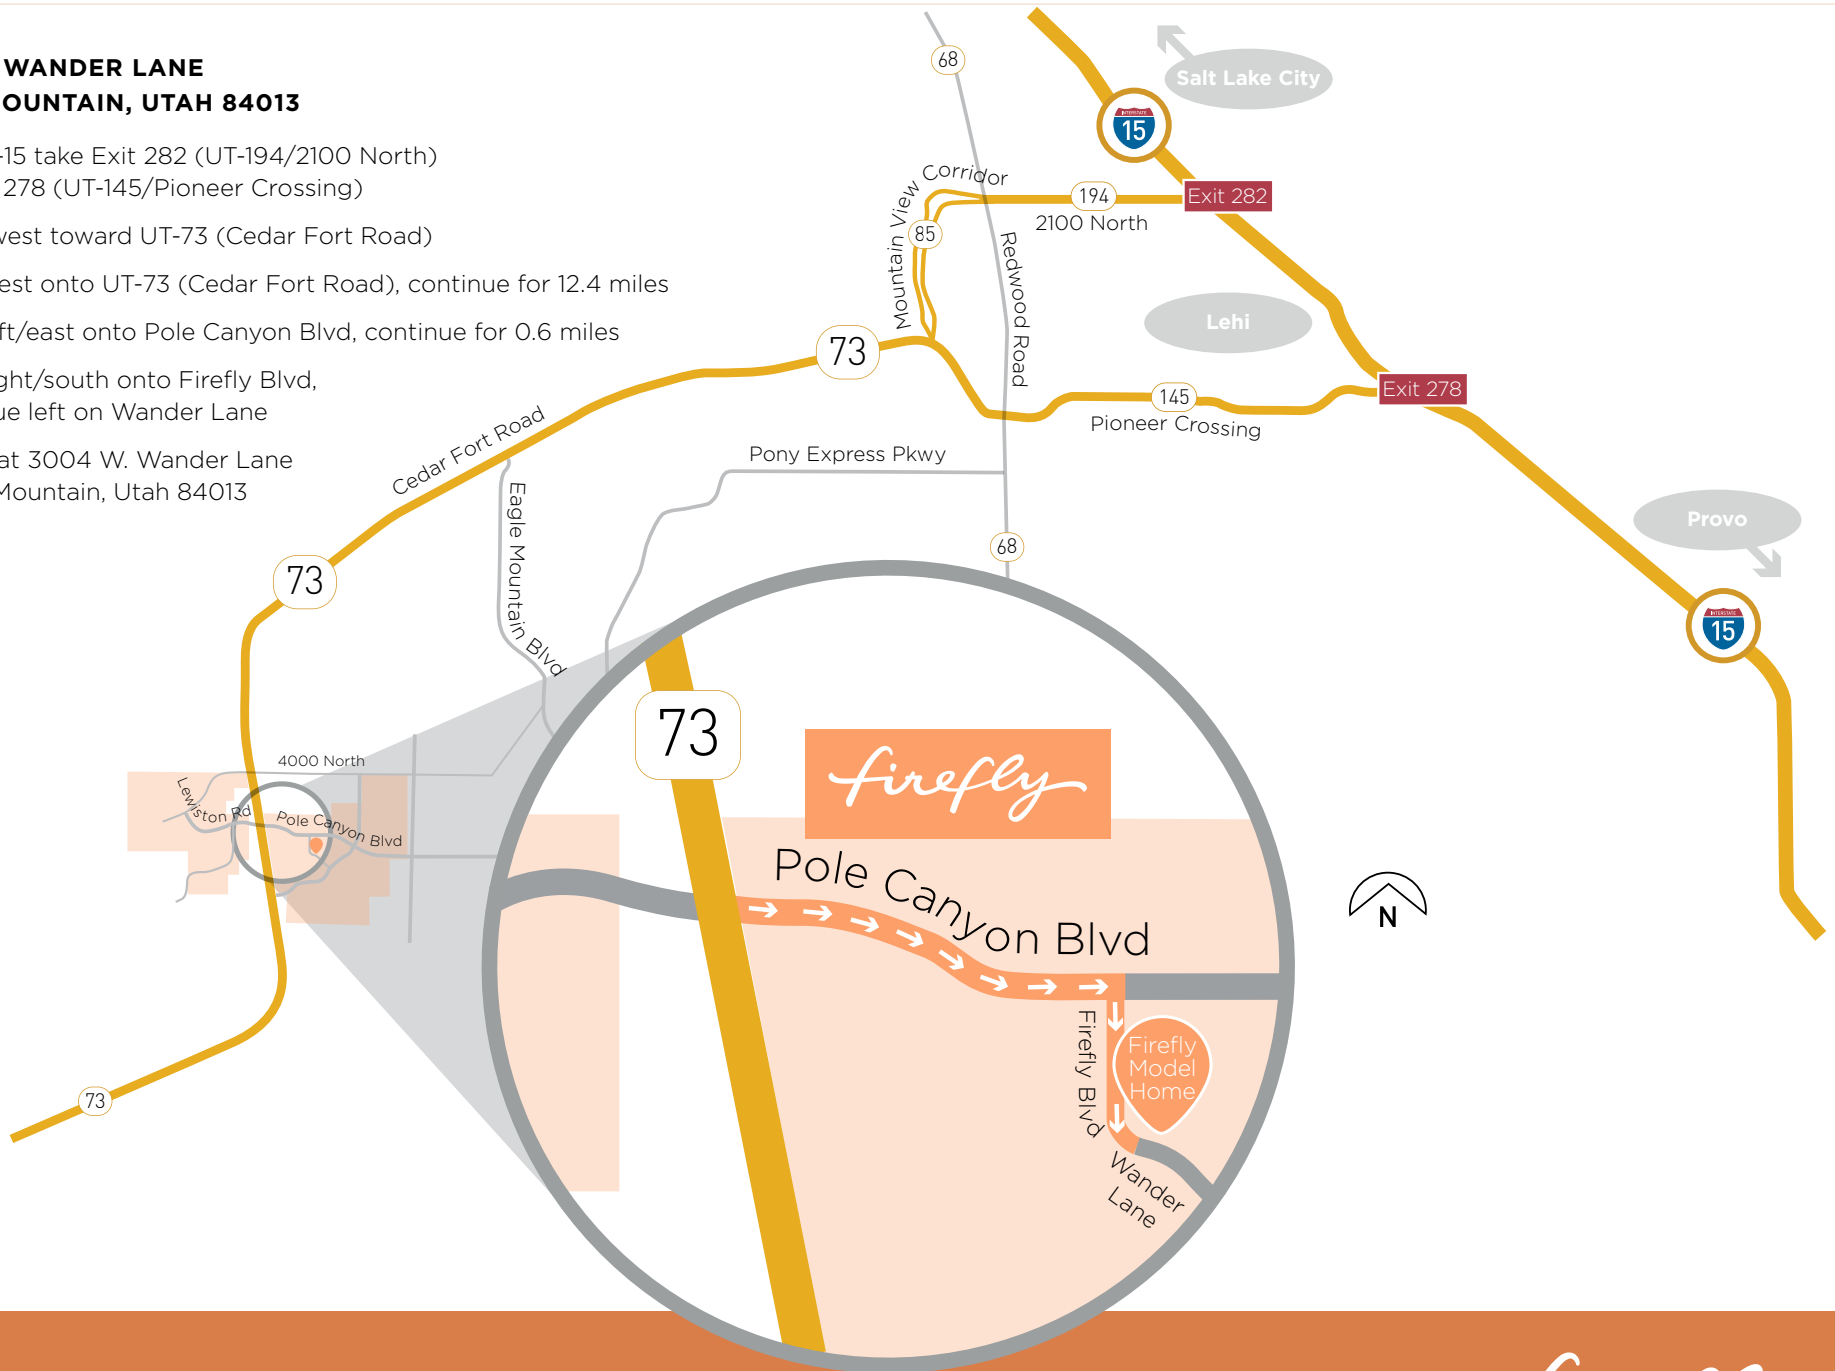 WANDER LANE
OUNTAIN, UTAH 84013
-15 take Exit 282 (UT-194/2100 North)
278 (UT-145/Pioneer Crossing)
west toward UT-73 (Cedar Fort Road)
est onto UT-73 (Cedar Fort Road), continue for 12.4 miles
ft/east onto Pole Canyon Blvd, continue for 0.6 miles
ght/south onto Firefly Blvd,
ue left on Wander Lane
at 3004 W. Wander Lane
Mountain, Utah 84013
68
Salt Lake City
INTERSTATE
15
Mountain View Corridor
194
Exit 282
2100 North
85
Redwood Road
Lehi
73
145
Exit 278
Pioneer Crossing
Cedar Fort Road
Pony Express Pkwy
Eagle Mountain Blvd
68
Provo
73
INTERSTATE
15
73
firefly
4000 North
Lewiston Rd
Pole Canyon Blvd
Pole Canyon Blvd
N
Firefly Blvd
Firefly
Model
Home
73
Wander
Lane